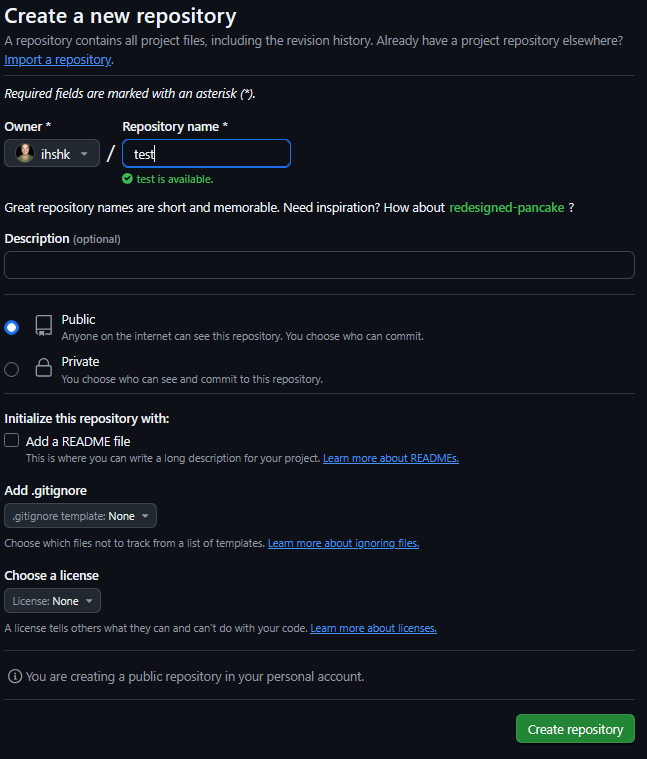 Create a new repository
A repository contains all project files, including the revision history. Already have a project repository elsewhere?
Import a repository.
Required fields are marked with an asterisk (*).
Owner * Repository name *
ihshk / test
test is available.
Great repository names are short and memorable. Need inspiration? How about redesigned-pancake ?
Description (optional)
Public
Anyone on the internet can see this repository. You choose who can commit.
Private
You choose who can see and commit to this repository.
Initialize this repository with:
Add a README file
This is where you can write a long description for your project. Learn more about READMEs.
Add .gitignore
.gitignore template: None
Choose which files not to track from a list of templates. Learn more about ignoring files.
Choose a license
License: None
A license tells others what they can and can't do with your code. Learn more about licenses.
You are creating a public repository in your personal account.
Create repository